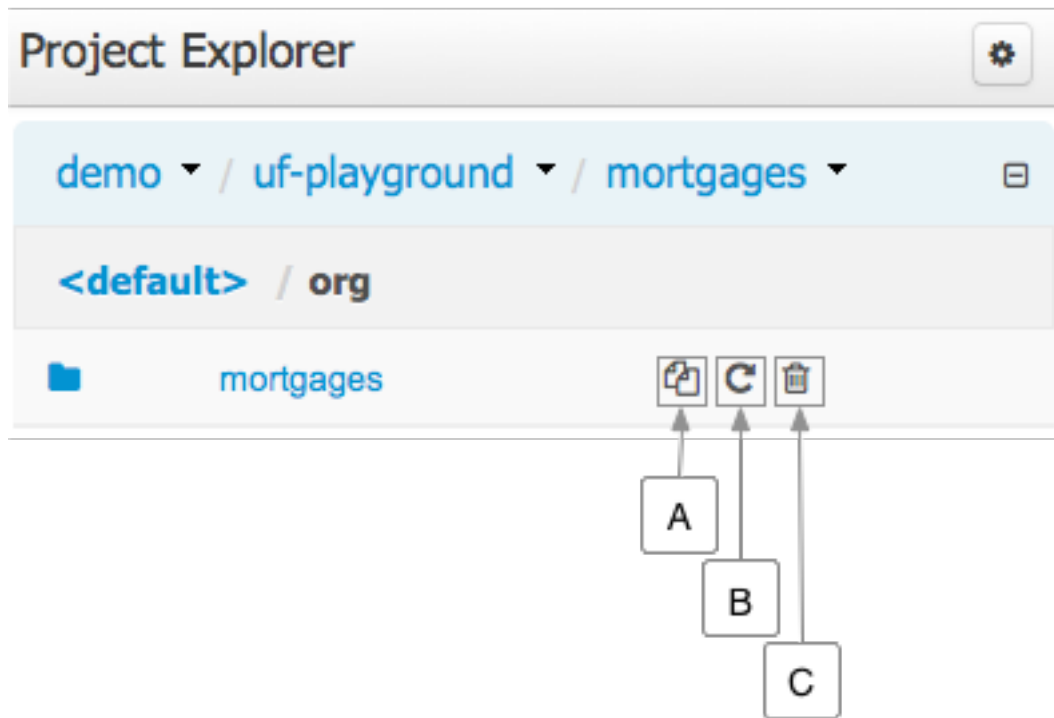 Project Explorer
demo / uf-playground / mortgages
<default> / org
mortgages
A
B
C